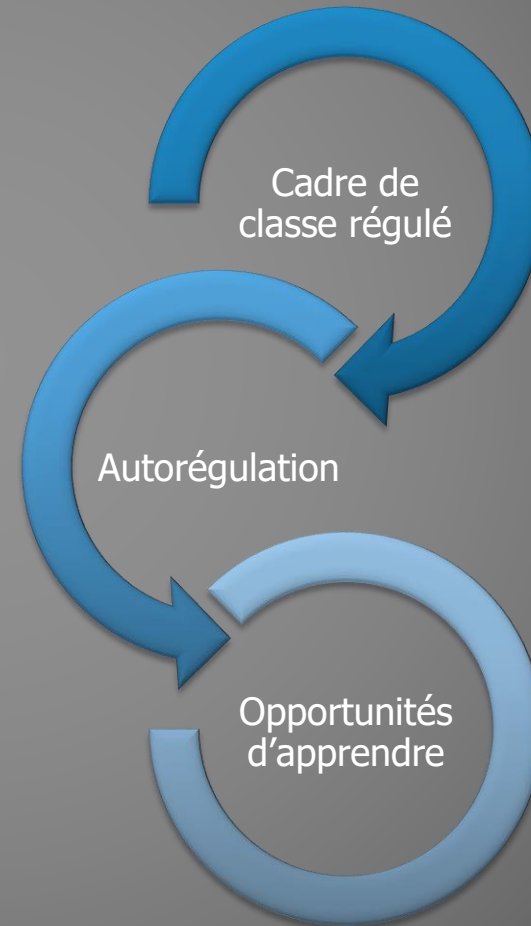 Cadre de
classe régulé
Autorégulation
Opportunités
d’apprendre